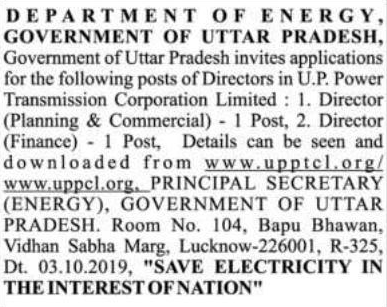 DEPARTMENT OF ENERGY,
GOVERNMENT OF UTTAR PRADESH,
Government of Uttar Pradesh invites applications
for the following posts of Directors in U.P. Power
Transmission Corporation Limited : 1. Director
(Planning & Commercial) - 1 Post, 2. Director
(Finance) - 1 Post, Details can be seen and
downloaded from www.upptcl.org/
www.uppcl.org, PRINCIPAL SECRETARY
(ENERGY), GOVERNMENT OF UTTAR
PRADESH. Room No. 104, Bapu Bhawan,
Vidhan Sabha Marg, Lucknow-226001, R-325,
Dt. 03.10.2019, "SAVE ELECTRICITY IN
THE INTEREST OF NATION"